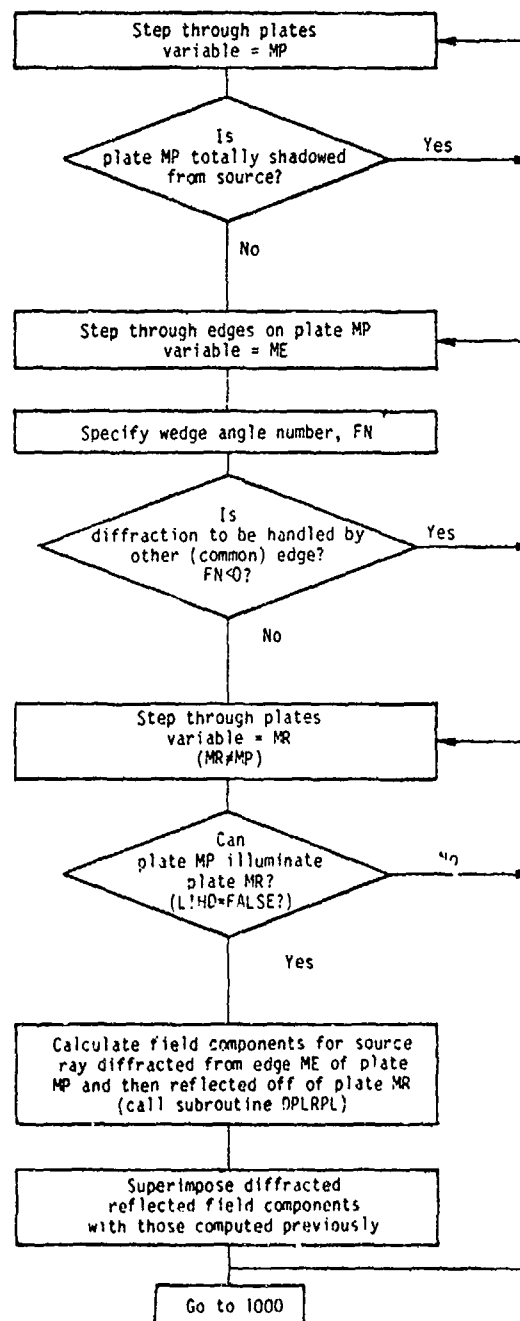 Step through plates
variable = MP
Is
plate MP totally shadowed
from source?
Yes
No
Step through edges on plate MP
variable = ME
Specify wedge angle number, FN
Is
diffraction to be handled by
other (common) edge?
FN<0?
Yes
No
Step through plates
variable = MR
(MR≠MP)
Can
plate MP illuminate
plate MR?
(L!HD=FALSE?)
No
Yes
Calculate field components for source
ray diffracted from edge ME of plate
MP and then reflected off of plate MR
(call subroutine DPLRPL)
Superimpose diffracted
reflected field components
with those computed previously
Go to 1000